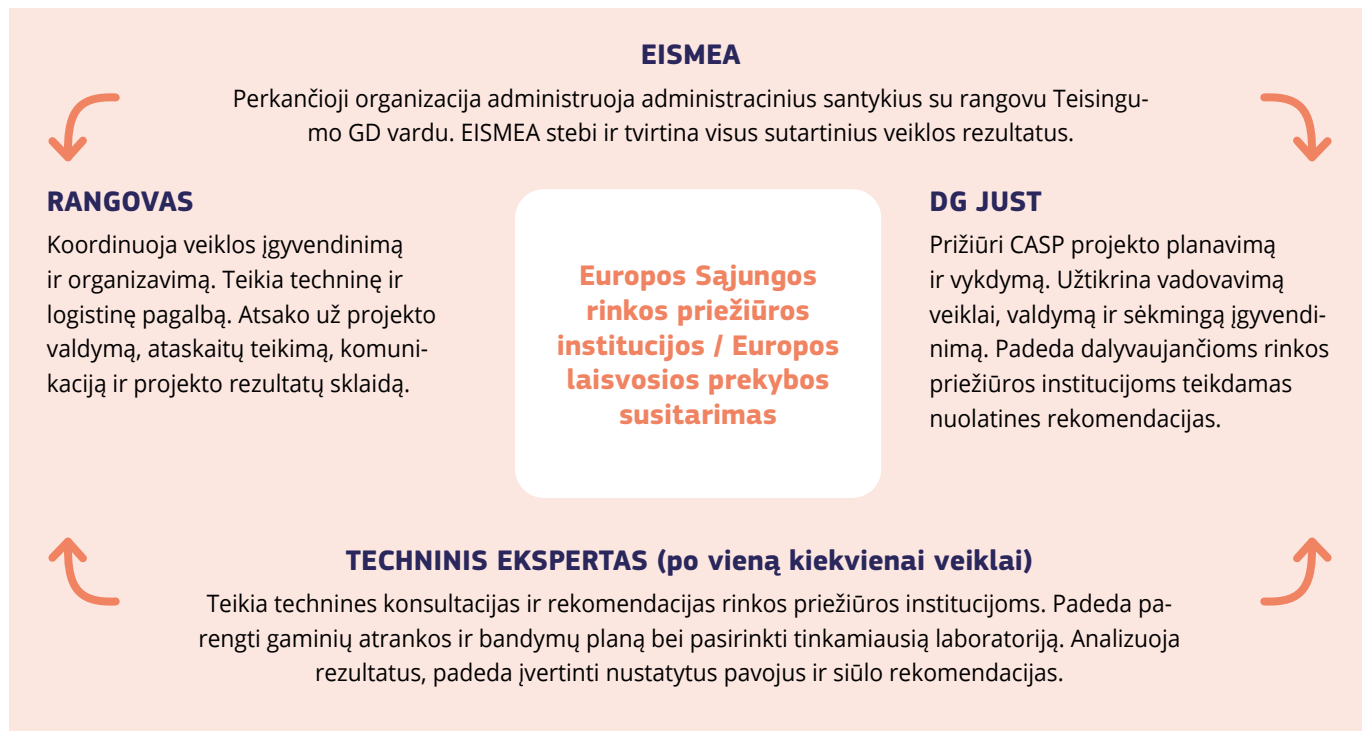 EISMEA
Perkančioji organizacija administruoja administracinius santykius su rangovu Teisingu-
mo GD vardu. EISMEA stebi ir tvirtina visus sutartinius veiklos rezultatus.
RANGOVAS
Koordinuoja veiklos įgyvendinimą
ir organizavimą. Teikia techninę ir
logistinę pagalbą. Atsako už projekto
valdymą, ataskaitų teikimą, komuni-
kaciją ir projekto rezultatų sklaidą.
Europos Sąjungos
rinkos priežiūros
institucijos / Europos
laisvosios prekybos
susitarimas
DG JUST
Prižiūri CASP projekto planavimą
ir vykdymą. Užtikrina vadovavimą
veiklai, valdymą ir sėkmingą įgyvendi-
nimą. Padeda dalyvaujančioms rinkos
priežiūros institucijoms teikdamas
nuolatines rekomendacijas.
TECHNINIS EKSPERTAS (po vieną kiekvienai veiklai)
Teikia technines konsultacijas ir rekomendacijas rinkos priežiūros institucijoms. Padeda pa-
rengti gaminių atrankos ir bandymų planą bei pasirinkti tinkamiausią laboratoriją. Analizuoja
rezultatus, padeda įvertinti nustatytus pavojus ir siūlo rekomendacijas.